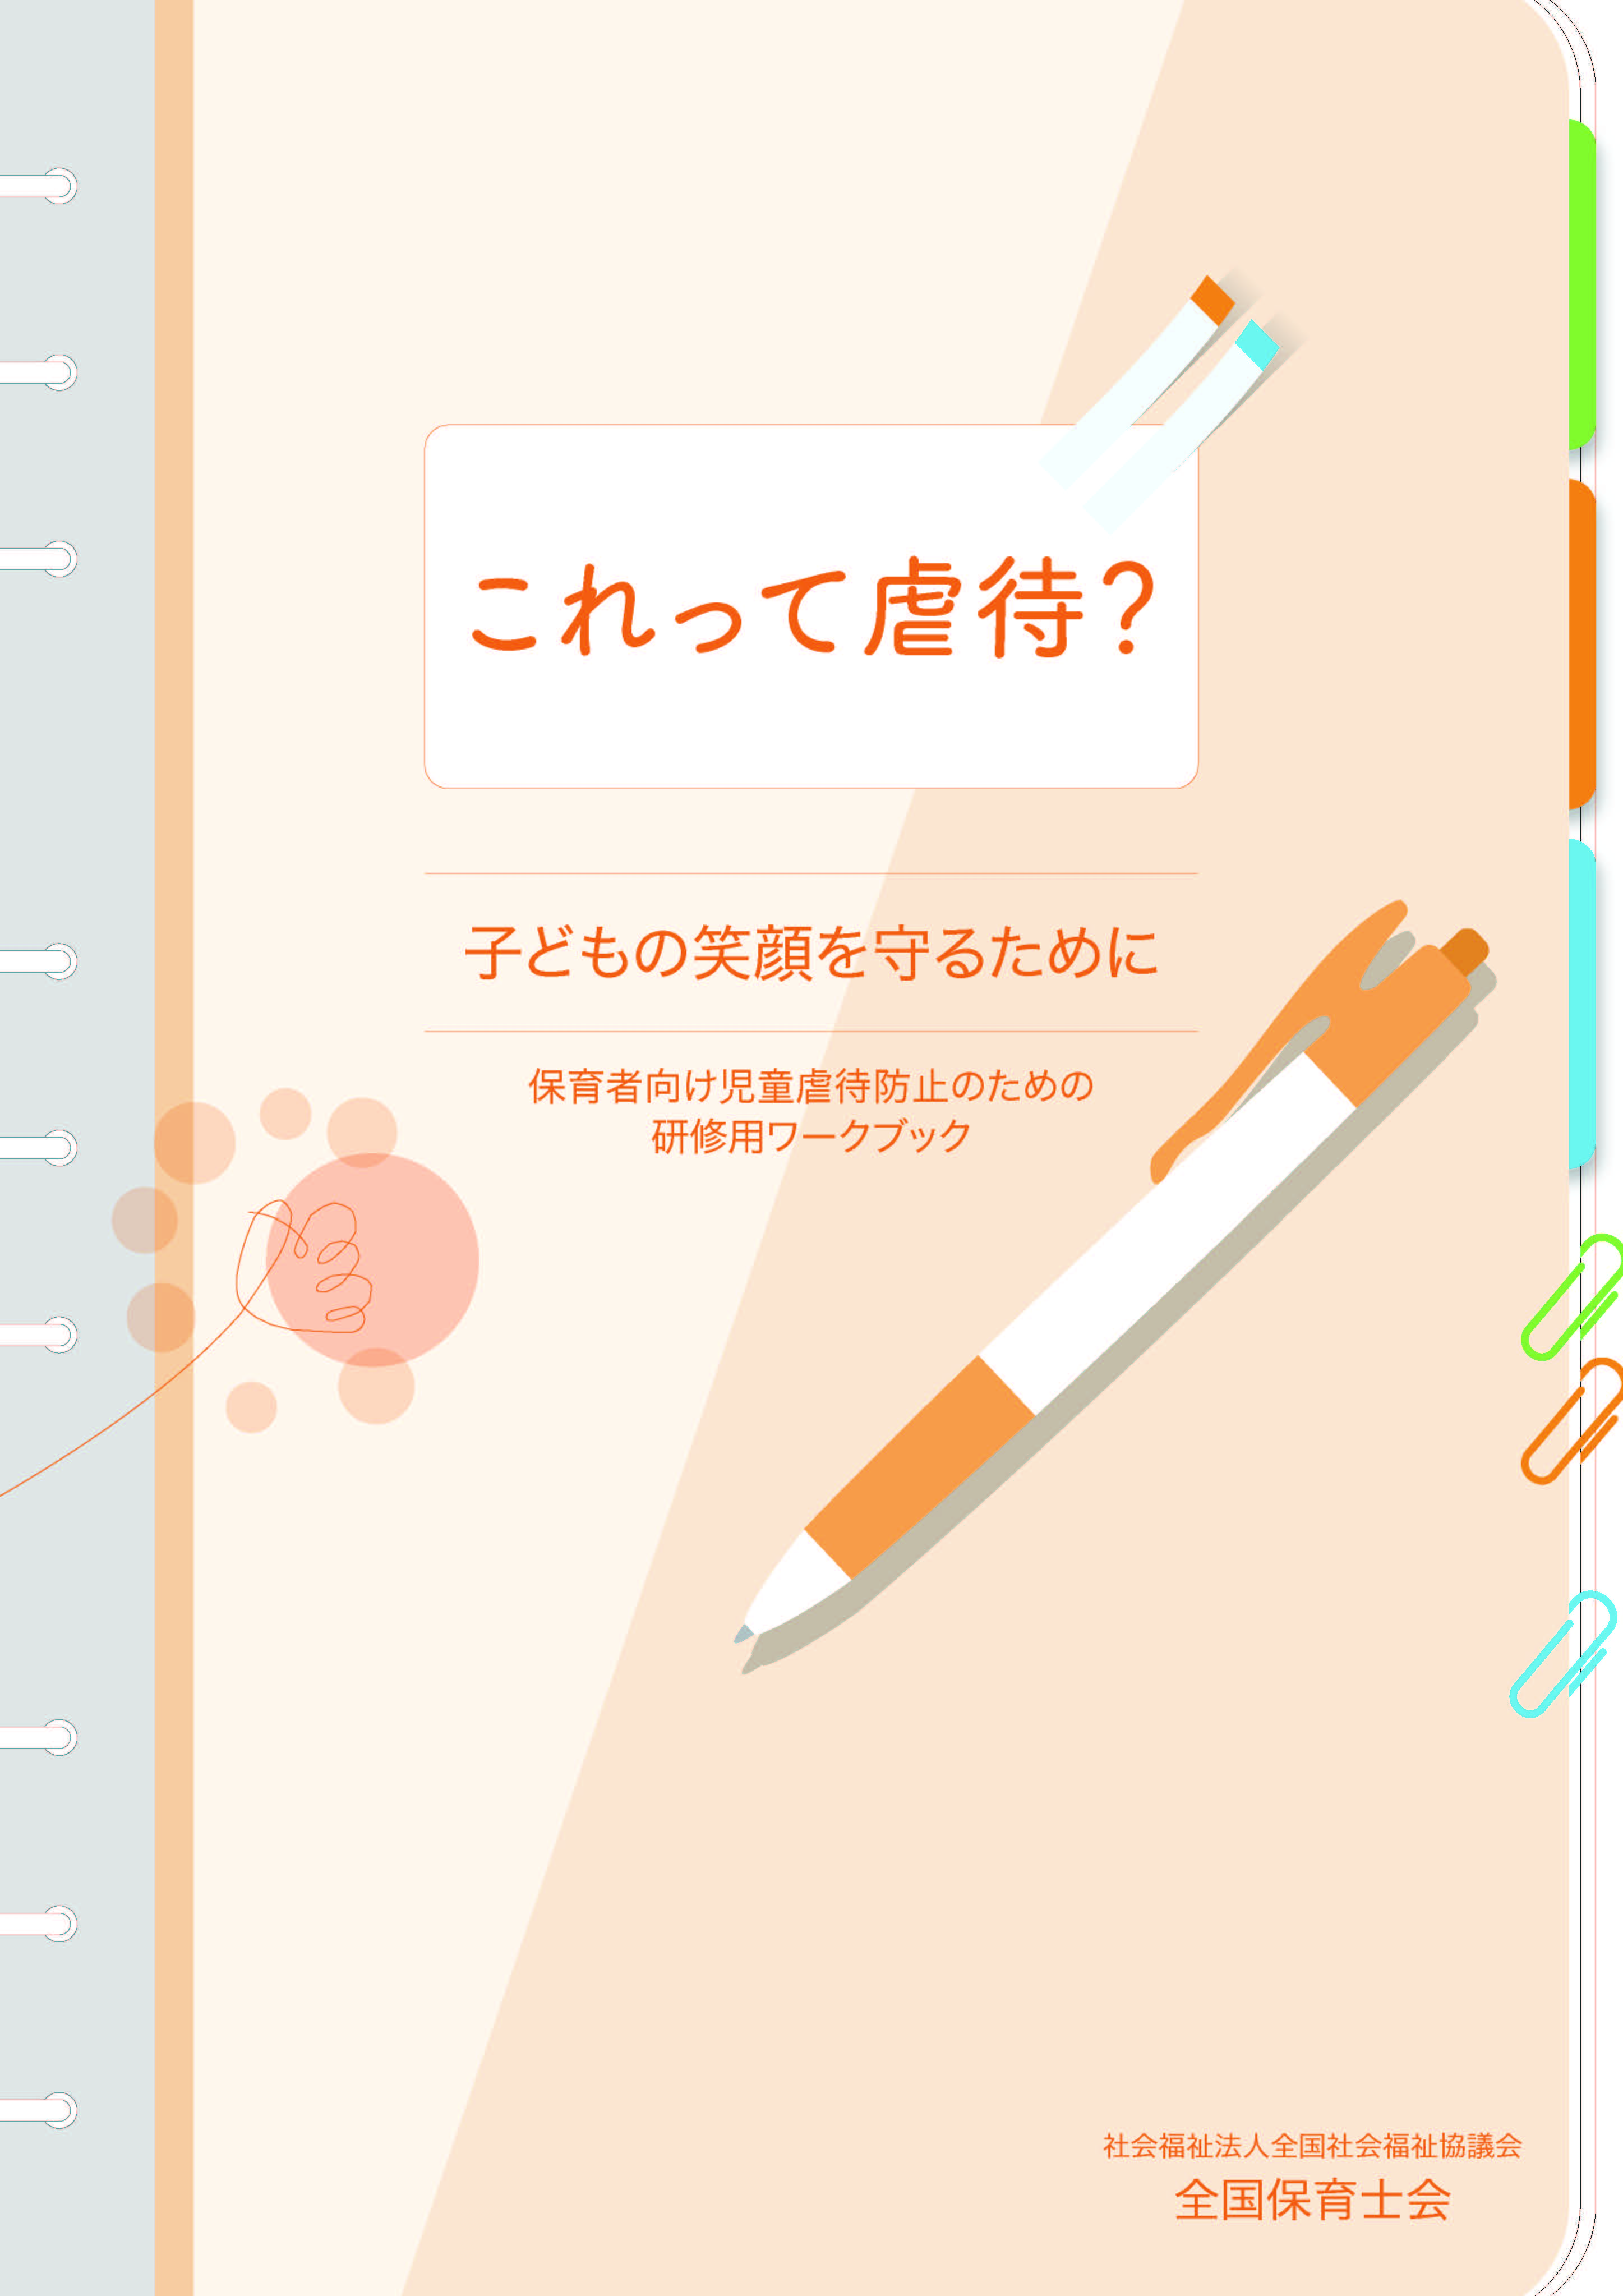 これって虐待？
子どもの笑顔を守るために
保育者向け児童虐待防止のための
研修用ワークブック
社会福祉法人全国社会福祉協議会
全国保育士会